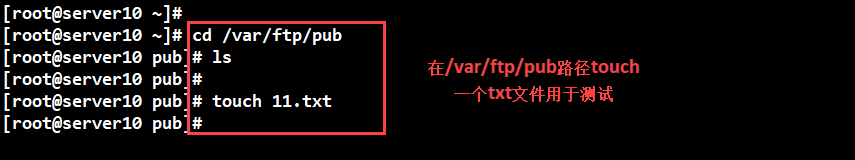 [root@server10 ~]#
[root@server10 ~]# cd /var/ftp/pub
[root@server10 pub]# ls
[root@server10 pub]#
[root@server10 pub]# touch 11.txt
[root@server10 pub]#
在/var/ftp/pub路径touch
一个txt文件用于测试